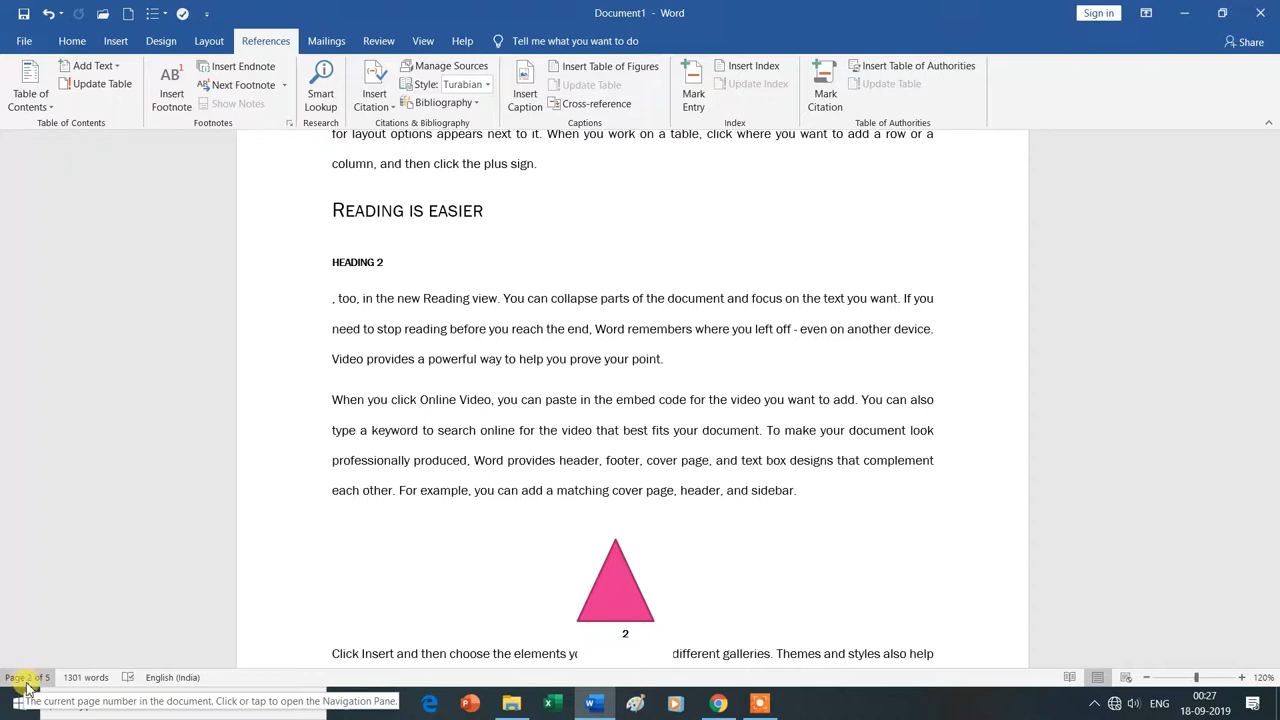 Document1 - Word
Sign in
File Home Insert Design Layout References Mailings Review View Help Tell me what you want to do Share
Table of Contents
Add Text
Update Table
Table of Contents
AB1
Insert Footnote
Insert Endnote
Next Footnote
Show Notes
Footnotes
Smart Lookup
Research
Insert Citation
Manage Sources
Style: Turabian
Bibliography
Citations & Bibliography
Insert Caption
Insert Table of Figures
Update Table
Cross-reference
Captions
Mark Entry
Insert Index
Update Index
Index
Mark Citation
Insert Table of Authorities
Update Table
Table of Authorities
for layout options appears next to it. When you work on a table, click where you want to add a row or a
column, and then click the plus sign.
READING IS EASIER
HEADING 2
, too, in the new Reading view. You can collapse parts of the document and focus on the text you want. If you
need to stop reading before you reach the end, Word remembers where you left off - even on another device.
Video provides a powerful way to help you prove your point.
When you click Online Video, you can paste in the embed code for the video you want to add. You can also
type a keyword to search online for the video that best fits your document. To make your document look
professionally produced, Word provides header, footer, cover page, and text box designs that complement
each other. For example, you can add a matching cover page, header, and sidebar.
2
Click Insert and then choose the elements different galleries. Themes and styles also help
Page 2 of 5 1301 words English (India) 120%
The current page number in the document. Click or tap to open the Navigation Pane.
ENG
00:27
18-09-2019